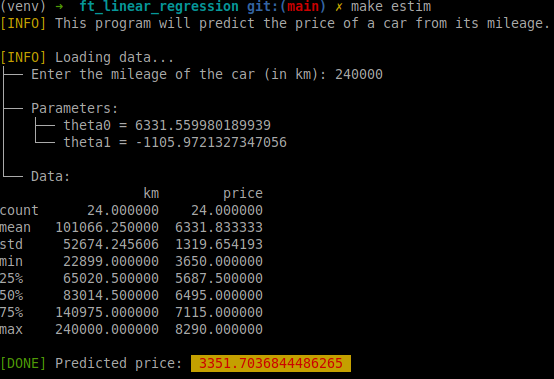 (venv) → ft_linear_regression git:(main) ✗ make estim
[INFO] This program will predict the price of a car from its mileage.
[INFO] Loading data...
├── Enter the mileage of the car (in km): 240000
├── Parameters:
│   ├── theta0 = 6331.559980189939
│   └── theta1 = -1105.9721327347056
└── Data:
                  km        price
count      24.000000    24.000000
mean   101066.250000  6331.833333
std     52674.245606  1319.654193
min     22899.000000  3650.000000
25%     65020.500000  5687.500000
50%     83014.500000  6495.000000
75%    140975.000000  7115.000000
max    240000.000000  8290.000000
[DONE] Predicted price: 3351.7036844486265